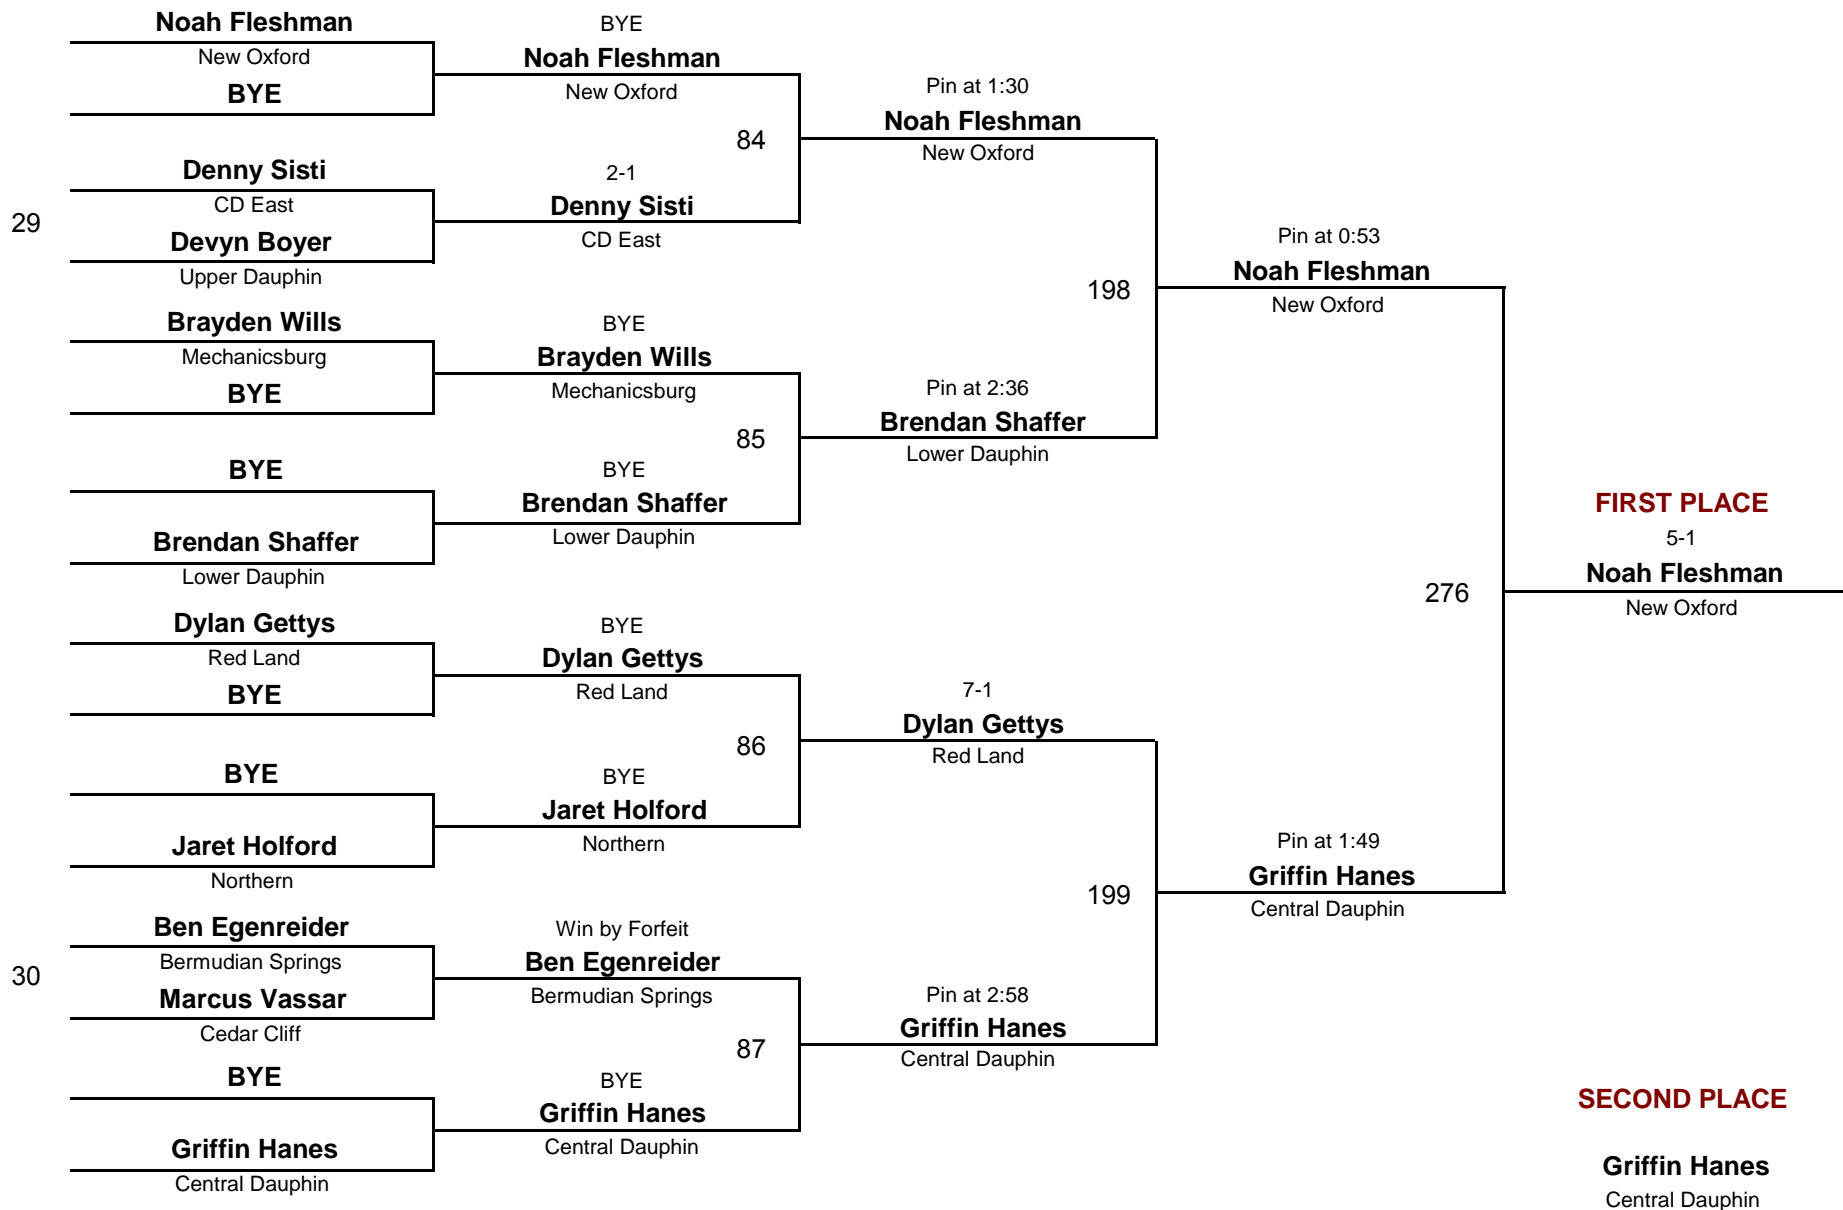 Noah Fleshman
New Oxford
BYE
29
Denny Sisti
CD East
Devyn Boyer
Upper Dauphin
Brayden Wills
Mechanicsburg
BYE
BYE
Brendan Shaffer
Lower Dauphin
Dylan Gettys
Red Land
BYE
BYE
Jaret Holford
Northern
30
Ben Egenreider
Bermudian Springs
Marcus Vassar
Cedar Cliff
BYE
Griffin Hanes
Central Dauphin
BYE
Noah Fleshman
New Oxford
84
2-1
Denny Sisti
CD East
BYE
Brayden Wills
Mechanicsburg
85
BYE
Brendan Shaffer
Lower Dauphin
BYE
Dylan Gettys
Red Land
86
BYE
Jaret Holford
Northern
Win by Forfeit
Ben Egenreider
Bermudian Springs
87
BYE
Griffin Hanes
Central Dauphin
Pin at 1:30
Noah Fleshman
New Oxford
198
Pin at 2:36
Brendan Shaffer
Lower Dauphin
7-1
Dylan Gettys
Red Land
199
Pin at 2:58
Griffin Hanes
Central Dauphin
Pin at 0:53
Noah Fleshman
New Oxford
276
Pin at 1:49
Griffin Hanes
Central Dauphin
FIRST PLACE
5-1
Noah Fleshman
New Oxford
SECOND PLACE
Griffin Hanes
Central Dauphin